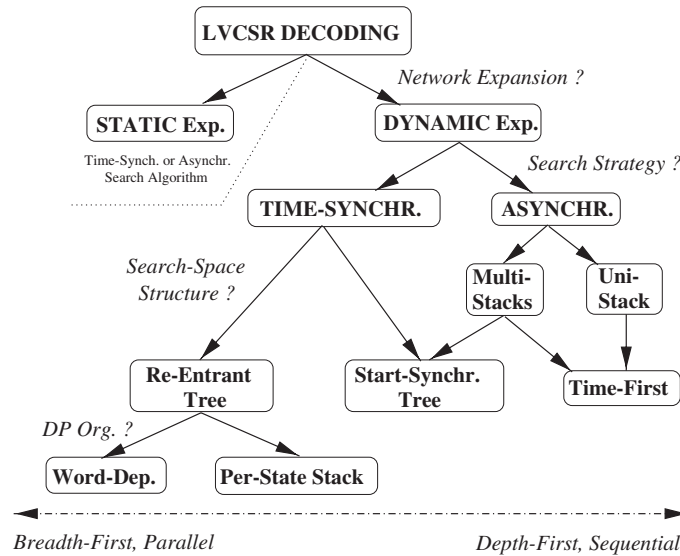 LVCSR DECODING
Network Expansion ?
STATIC Exp.
DYNAMIC Exp.
Time-Synch. or Asynchr.
Search Algorithm
Search Strategy ?
TIME-SYNCHR.
ASYNCHR.
Search-Space
Structure ?
Multi-
Stacks
Uni-
Stack
Re-Entrant
Tree
Start-Synchr.
Tree
Time-First
DP Org. ?
Word-Dep.
Per-State Stack
Breadth-First, Parallel
Depth-First, Sequential